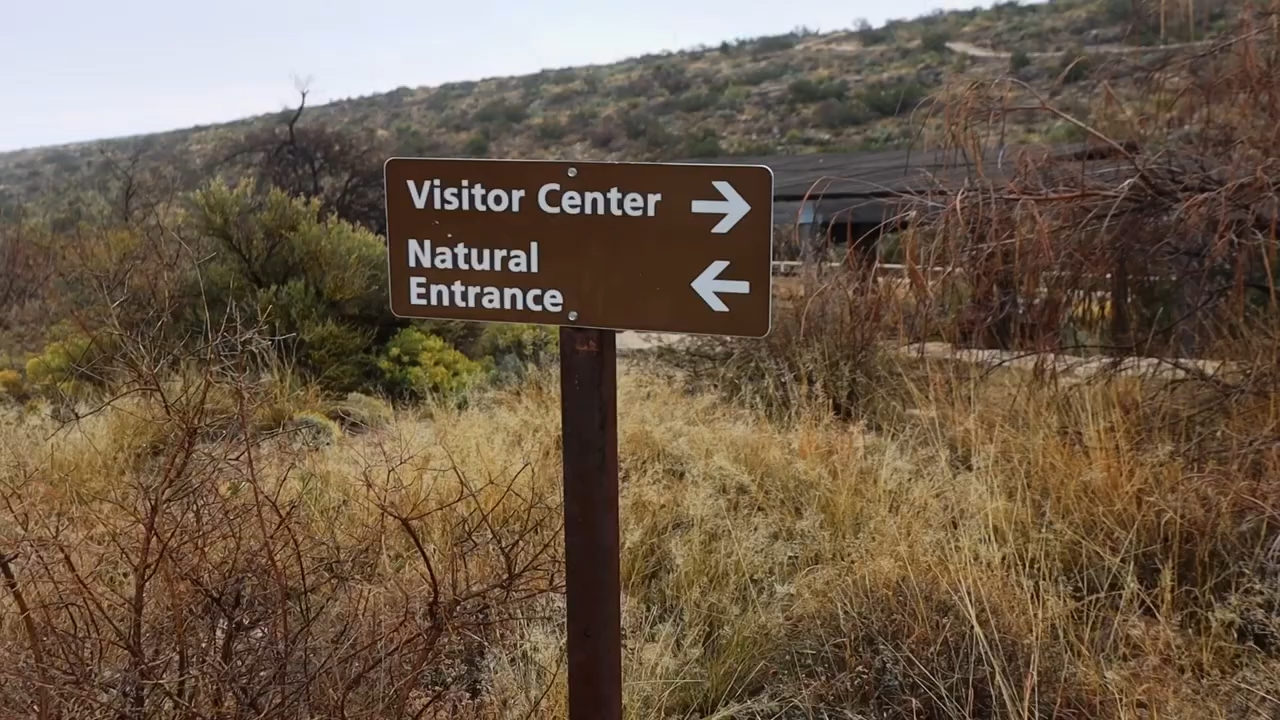 Visitor Center →
Natural
Entrance ←